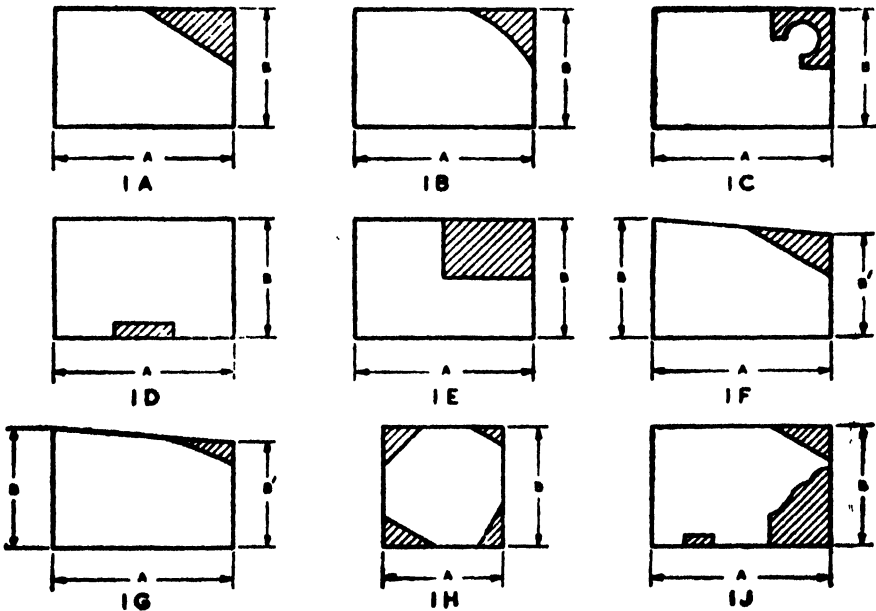 B B B
A A A
1A 1B 1C
B B B B'
A A A
1D 1E 1F
B B' B B
A A A
1G 1H 1J